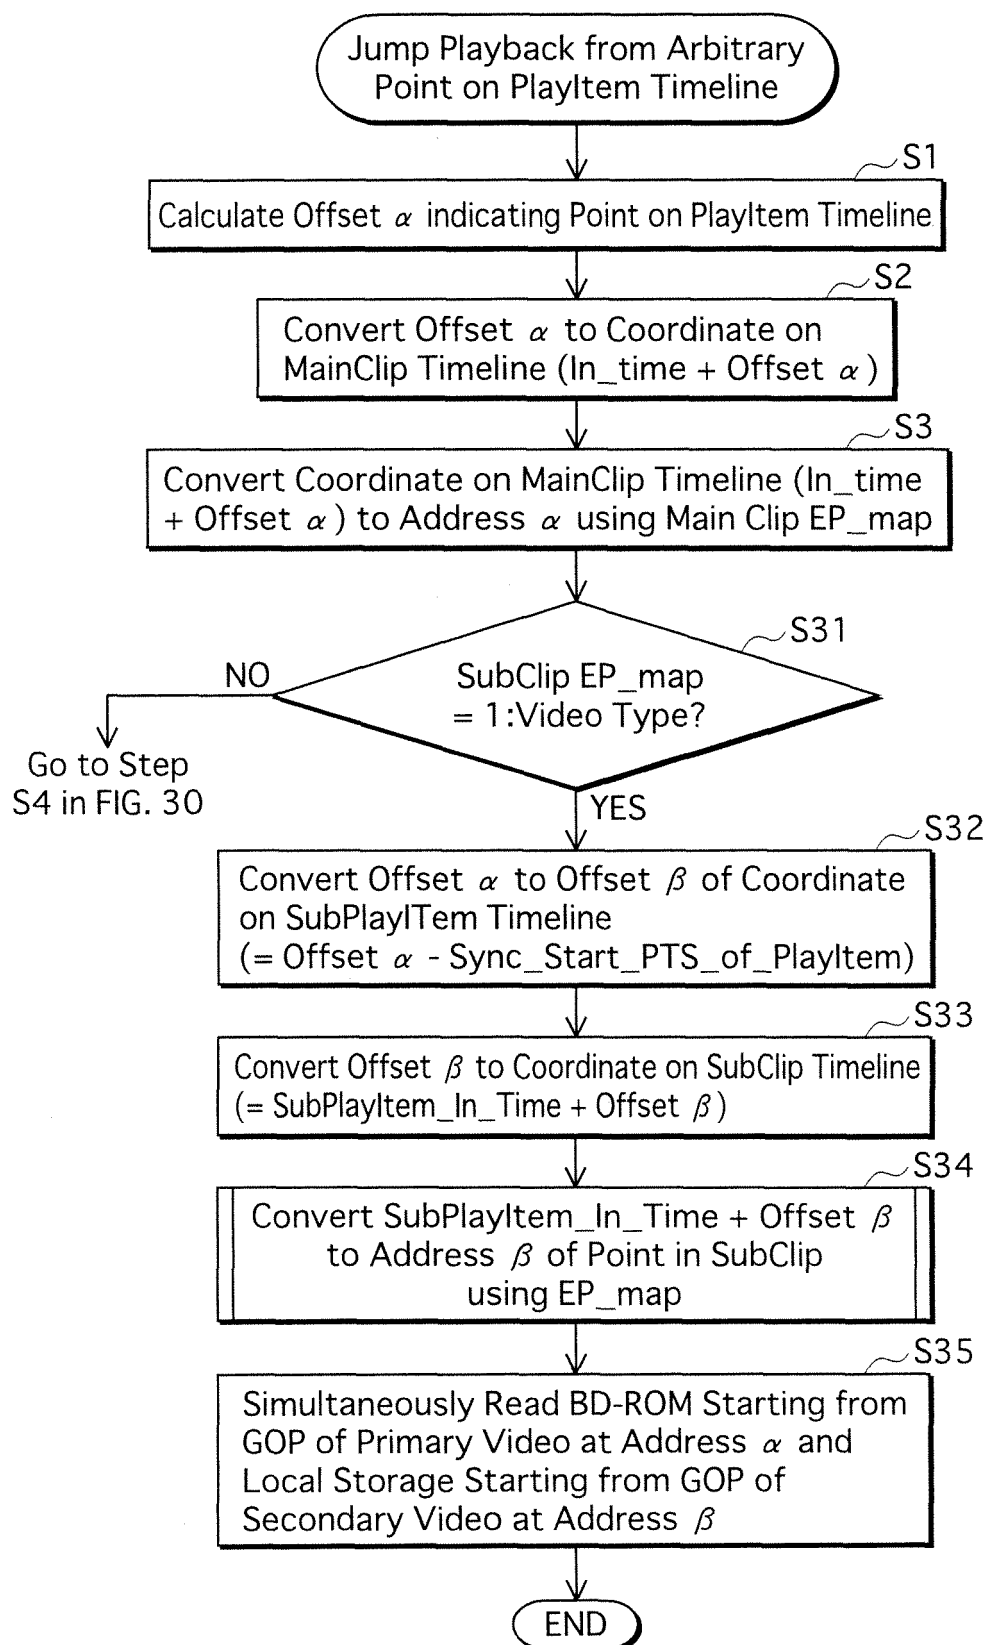 Jump Playback from Arbitrary
Point on PlayItem Timeline
S1
Calculate Offset α indicating Point on PlayItem Timeline
S2
Convert Offset α to Coordinate on
MainClip Timeline (In_time + Offset α)
S3
Convert Coordinate on MainClip Timeline (In_time
+ Offset α) to Address α using Main Clip EP_map
S31
SubClip EP_map
= 1:Video Type?
NO
Go to Step
S4 in FIG. 30
YES
S32
Convert Offset α to Offset β of Coordinate
on SubPlayITem Timeline
(= Offset α - Sync_Start_PTS_of_PlayItem)
S33
Convert Offset β to Coordinate on SubClip Timeline
(= SubPlayItem_In_Time + Offset β)
S34
Convert SubPlayItem_In_Time + Offset β
to Address β of Point in SubClip
using EP_map
S35
Simultaneously Read BD-ROM Starting from
GOP of Primary Video at Address α and
Local Storage Starting from GOP of
Secondary Video at Address β
END